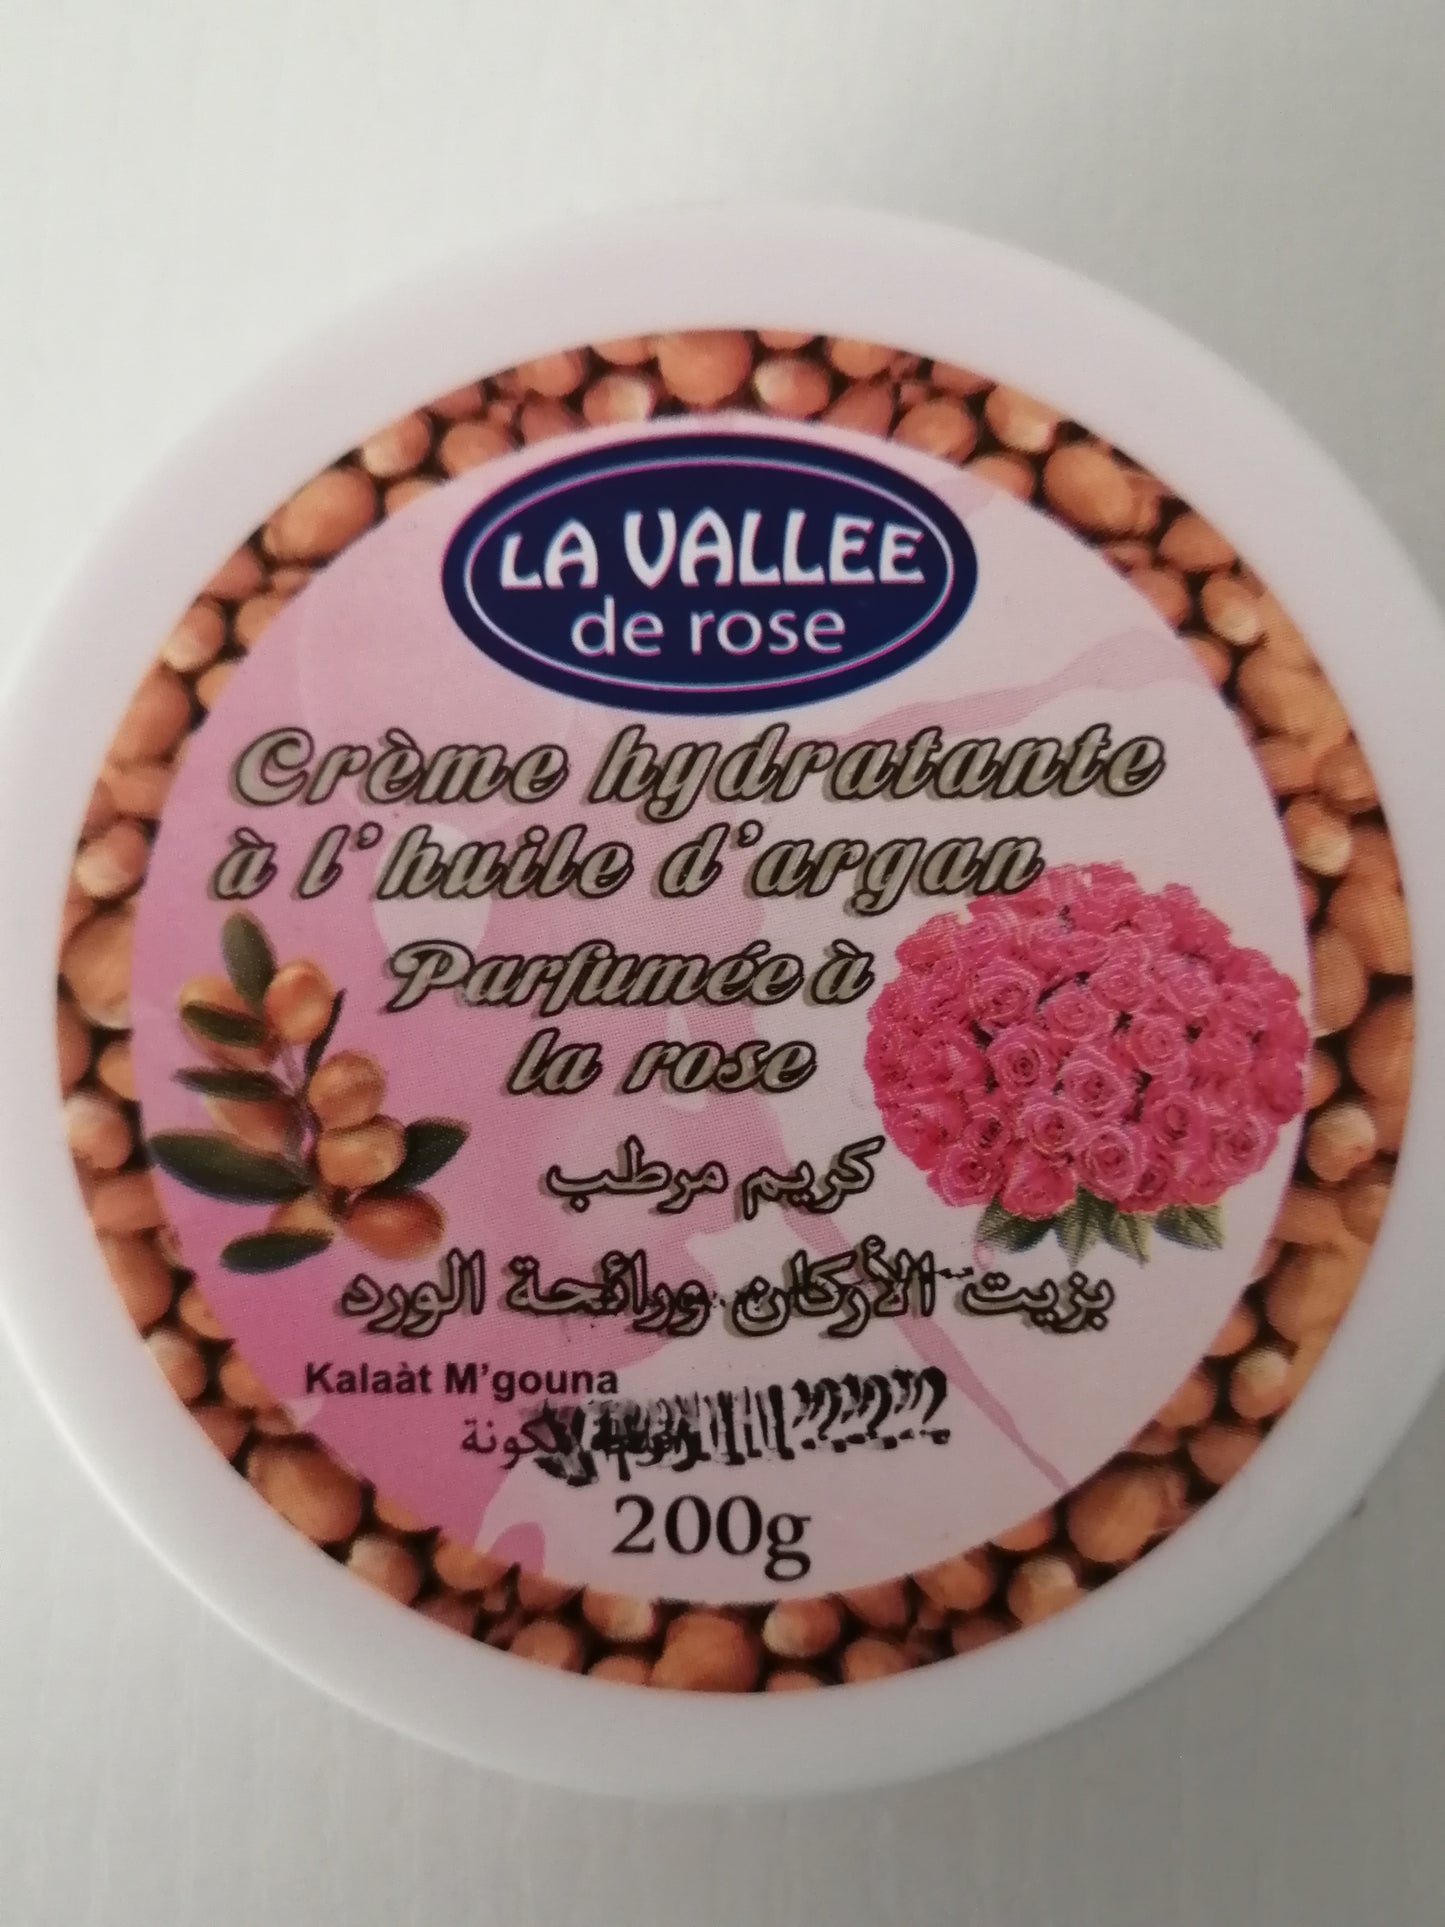 LA VALLEE
de rose
Crème hydratante
à l'huile d'argan
Parfumée à
la rose
كريم مرطب
بزيت الأركان ورائحة الورد
Kalaàt M'gouna
200g